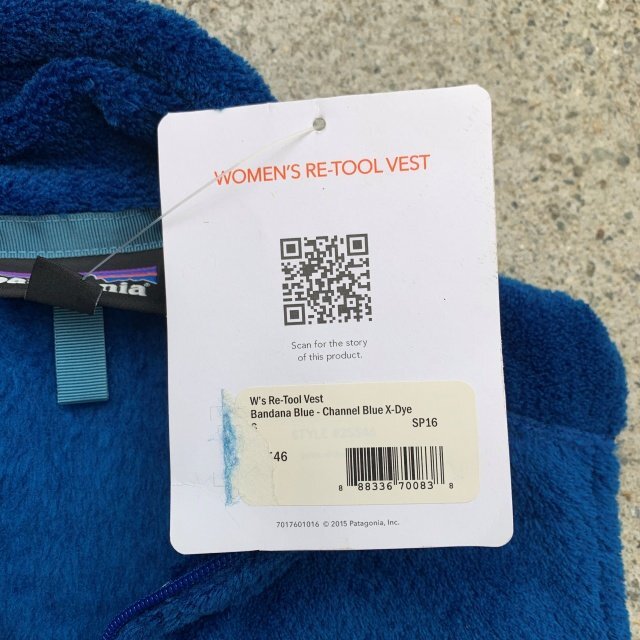 WOMEN'S RE-TOOL VEST
Scan for the story
of this product.
W's Re-Tool Vest
Bandana Blue - Channel Blue X-Dye
SP16
46
8 88336 70083 8
7017601016 © 2015 Patagonia, Inc.